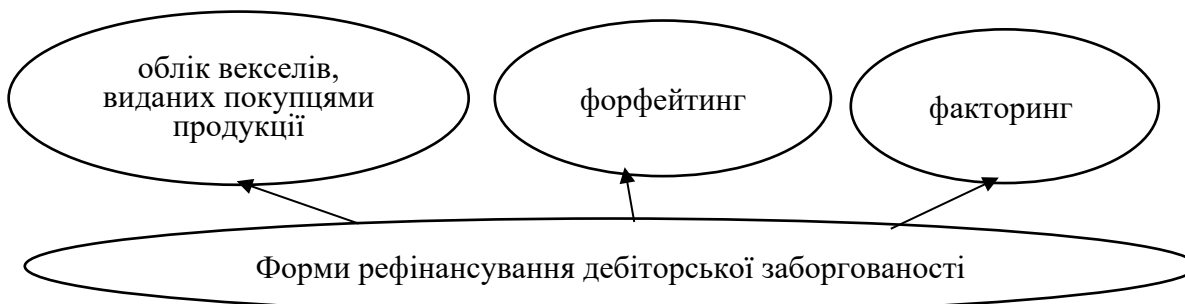 облік векселів,
виданих покупцями
продукції
форфейтинг
факторинг
Форми рефінансування дебіторської заборгованості